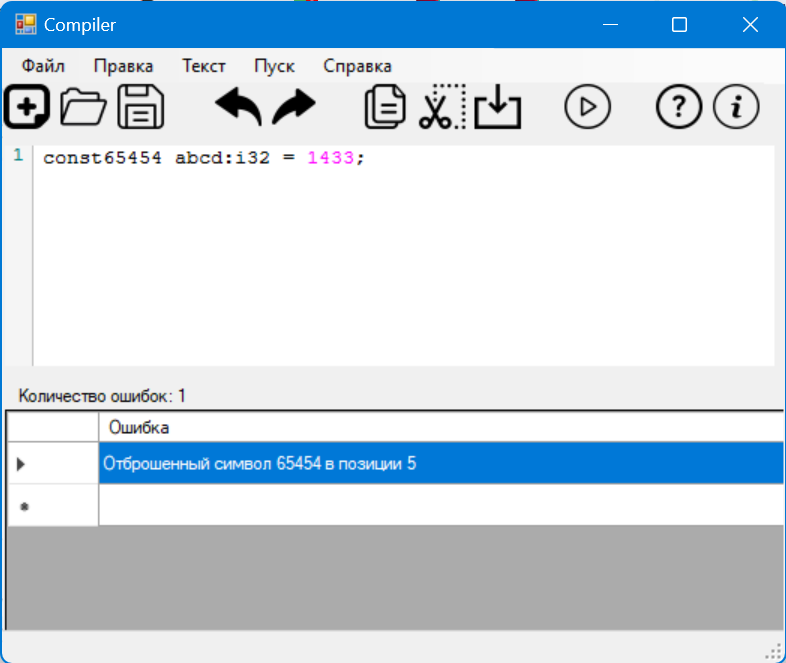 Compiler
Файл Правка Текст Пуск Справка
1 const65454 abcd:i32 = 1433;
Количество ошибок: 1
Ошибка
Отброшенный символ 65454 в позиции 5